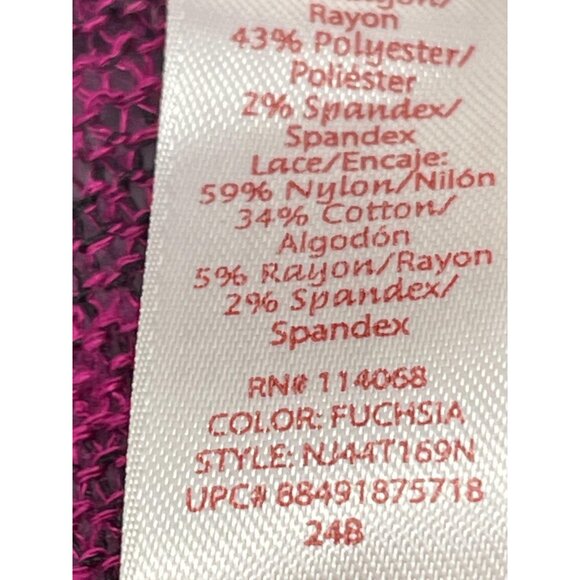 Rayon
43% Polyester/
Poliéster
2% Spandex/
Spandex
Lace/Encaje:
59% Nylon/Nilón
34% Cotton/
Algodón
5% Rayon/Rayon
2% Spandex/
Spandex
RN# 114068
COLOR: FUCHSIA
STYLE: NJ44T169N
UPC# 88491875718
248